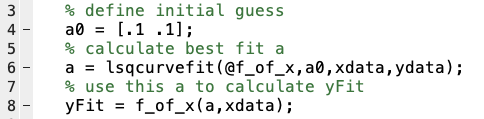 3 % define initial guess
4 - a0 = [.1 .1];
5 % calculate best fit a
6 - a = lsqcurvefit(@f_of_x,a0,xdata,ydata);
7 % use this a to calculate yFit
8 - yFit = f_of_x(a,xdata);